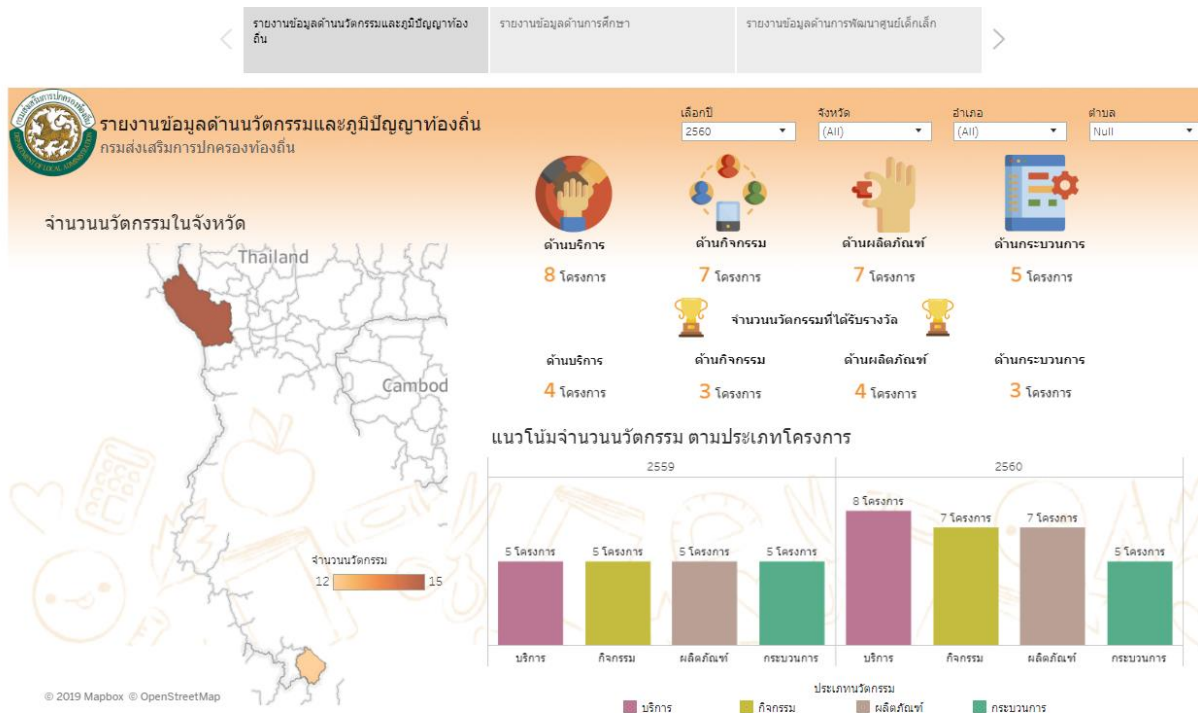 รายงานข้อมูลด้านนวัตกรรมและภูมิปัญญาท้อง
ถิ่น
รายงานข้อมูลด้านการศึกษา
รายงานข้อมูลด้านการพัฒนาศูนย์เด็กเล็ก
รายงานข้อมูลด้านนวัตกรรมและภูมิปัญญาท้องถิ่น
กรมส่งเสริมการปกครองท้องถิ่น
เลือกปี
จังหวัด
อำเภอ
ตำบล
2560
(All)
(All)
Null
จำนวนนวัตกรรมในจังหวัด
Thailand
Cambod
จำนวนนวัตกรรม
12
15
© 2019 Mapbox © OpenStreetMap
ด้านบริการ
ด้านกิจกรรม
ด้านผลิตภัณฑ์
ด้านกระบวนการ
8 โครงการ
7 โครงการ
7 โครงการ
5 โครงการ
จำนวนนวัตกรรมที่ได้รับรางวัล
ด้านบริการ
ด้านกิจกรรม
ด้านผลิตภัณฑ์
ด้านกระบวนการ
4 โครงการ
3 โครงการ
4 โครงการ
3 โครงการ
แนวโน้มจำนวนนวัตกรรม ตามประเภทโครงการ
2559
2560
5 โครงการ
5 โครงการ
5 โครงการ
5 โครงการ
8 โครงการ
7 โครงการ
7 โครงการ
5 โครงการ
บริการ
กิจกรรม
ผลิตภัณฑ์
กระบวนการ
บริการ
กิจกรรม
ผลิตภัณฑ์
กระบวนการ
ประเภทนวัตกรรม
บริการ
กิจกรรม
ผลิตภัณฑ์
กระบวนการ